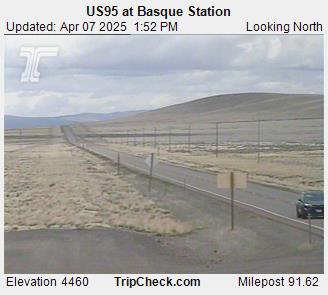 US95 at Basque Station
Updated: Apr 07 2025 1:52 PM Looking North
Elevation 4460 TripCheck.com Milepost 91.62